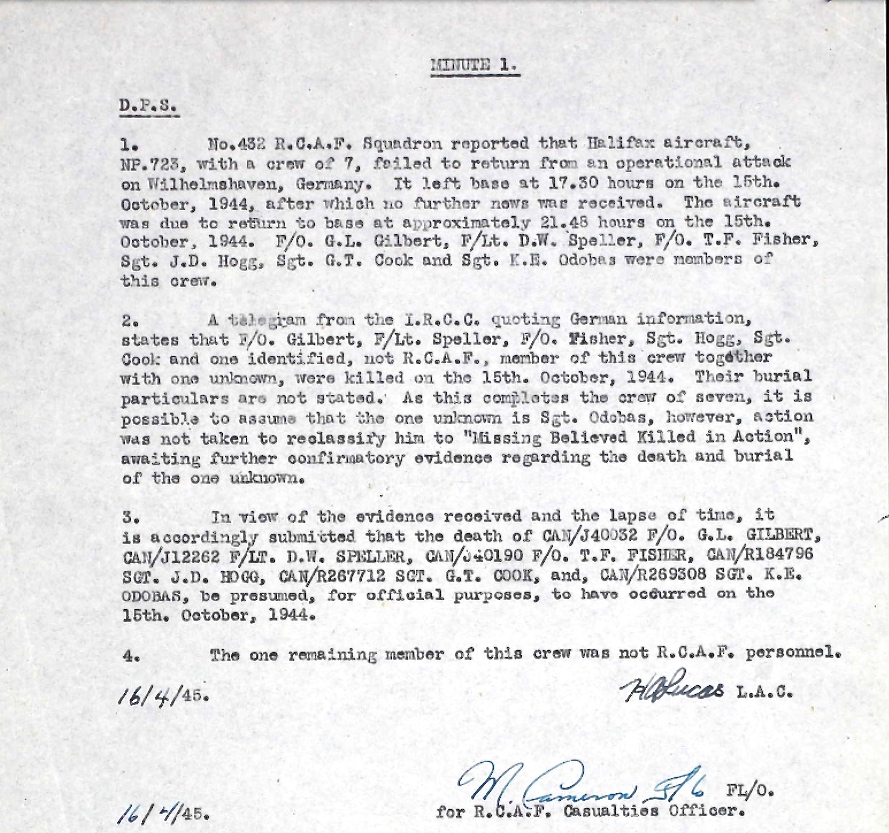 MINUTE 1.
D.P.S.
1. No.432 R.C.A.F. Squadron reported that Halifax aircraft,
NP.723, with a crew of 7, failed to return from an operational attack
on Wilhelmshaven, Germany. It left base at 17.30 hours on the 15th.
October, 1944, after which no further news was received. The aircraft
was due to return to base at approximately 21.48 hours on the 15th.
October, 1944. F/O. G.L. Gilbert, F/Lt. D.W. Speller, F/O. T.F. Fisher,
Sgt. J.D. Hogg, Sgt. G.T. Cook and Sgt. K.E. Odobas were members of
this crew.
2. A telegram from the I.R.C.C. quoting German information,
states that F/O. Gilbert, F/Lt. Speller, F/O. Fisher, Sgt. Hogg, Sgt.
Cook and one identified, not R.C.A.F., member of this crew together
with one unknown, were killed on the 15th. October, 1944. Their burial
particulars are not stated. As this completes the crew of seven, it is
possible to assume that the one unknown is Sgt. Odobas, however, action
was not taken to reclassify him to "Missing Believed Killed in Action",
awaiting further confirmatory evidence regarding the death and burial
of the one unknown.
3. In view of the evidence received and the lapse of time, it
is accordingly submitted that the death of CAN/J40032 F/O. G.L. GILBERT,
CAN/J12262 F/LT. D.W. SPELLER, CAN/J40190 F/O. T.F. FISHER, CAN/R184796
SGT. J.D. HOGG, CAN/R267712 SGT. G.T. COOK, and, CAN/R269308 SGT. K.E.
ODOBAS, be presumed, for official purposes, to have occurred on the
15th. October, 1944.
4. The one remaining member of this crew was not R.C.A.F. personnel.
16/4/45. HALucas L.A.C.
M. Cameron FL/O.
16/4/45. for R.C.A.F. Casualties Officer.